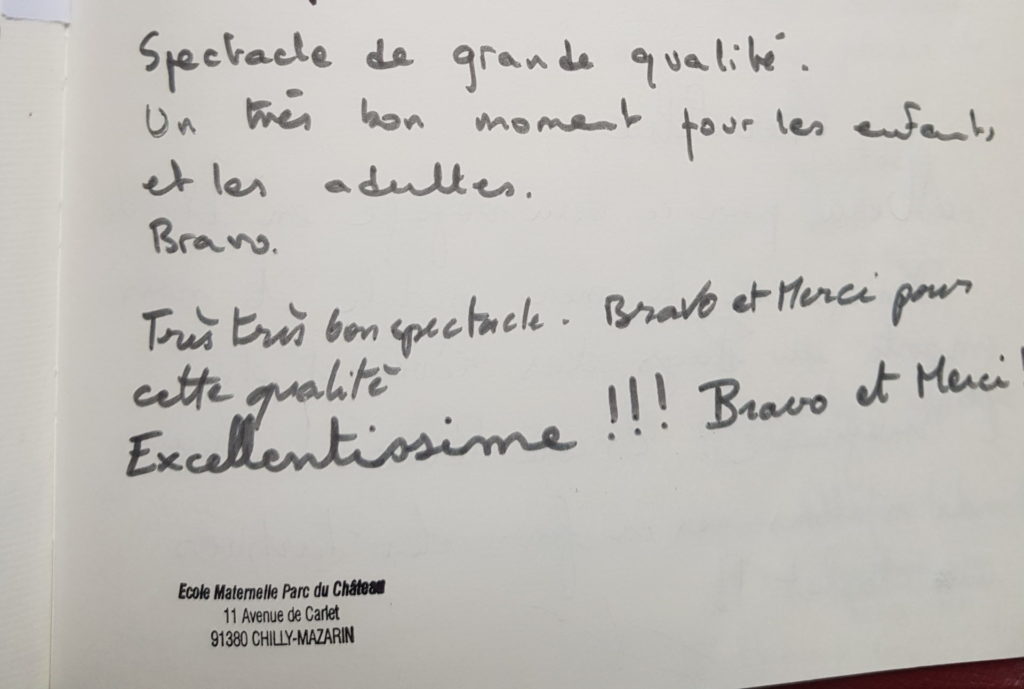 Spectacle de grande qualité.
Un très bon moment pour les enfants
et les adultes.
Bravo.
Très très bon spectacle. Bravo et Merci pour
cette qualité
Excellentissime !!! Bravo et Merci !
Ecole Maternelle Parc du Château
11 Avenue de Carlet
91380 CHILLY-MAZARIN